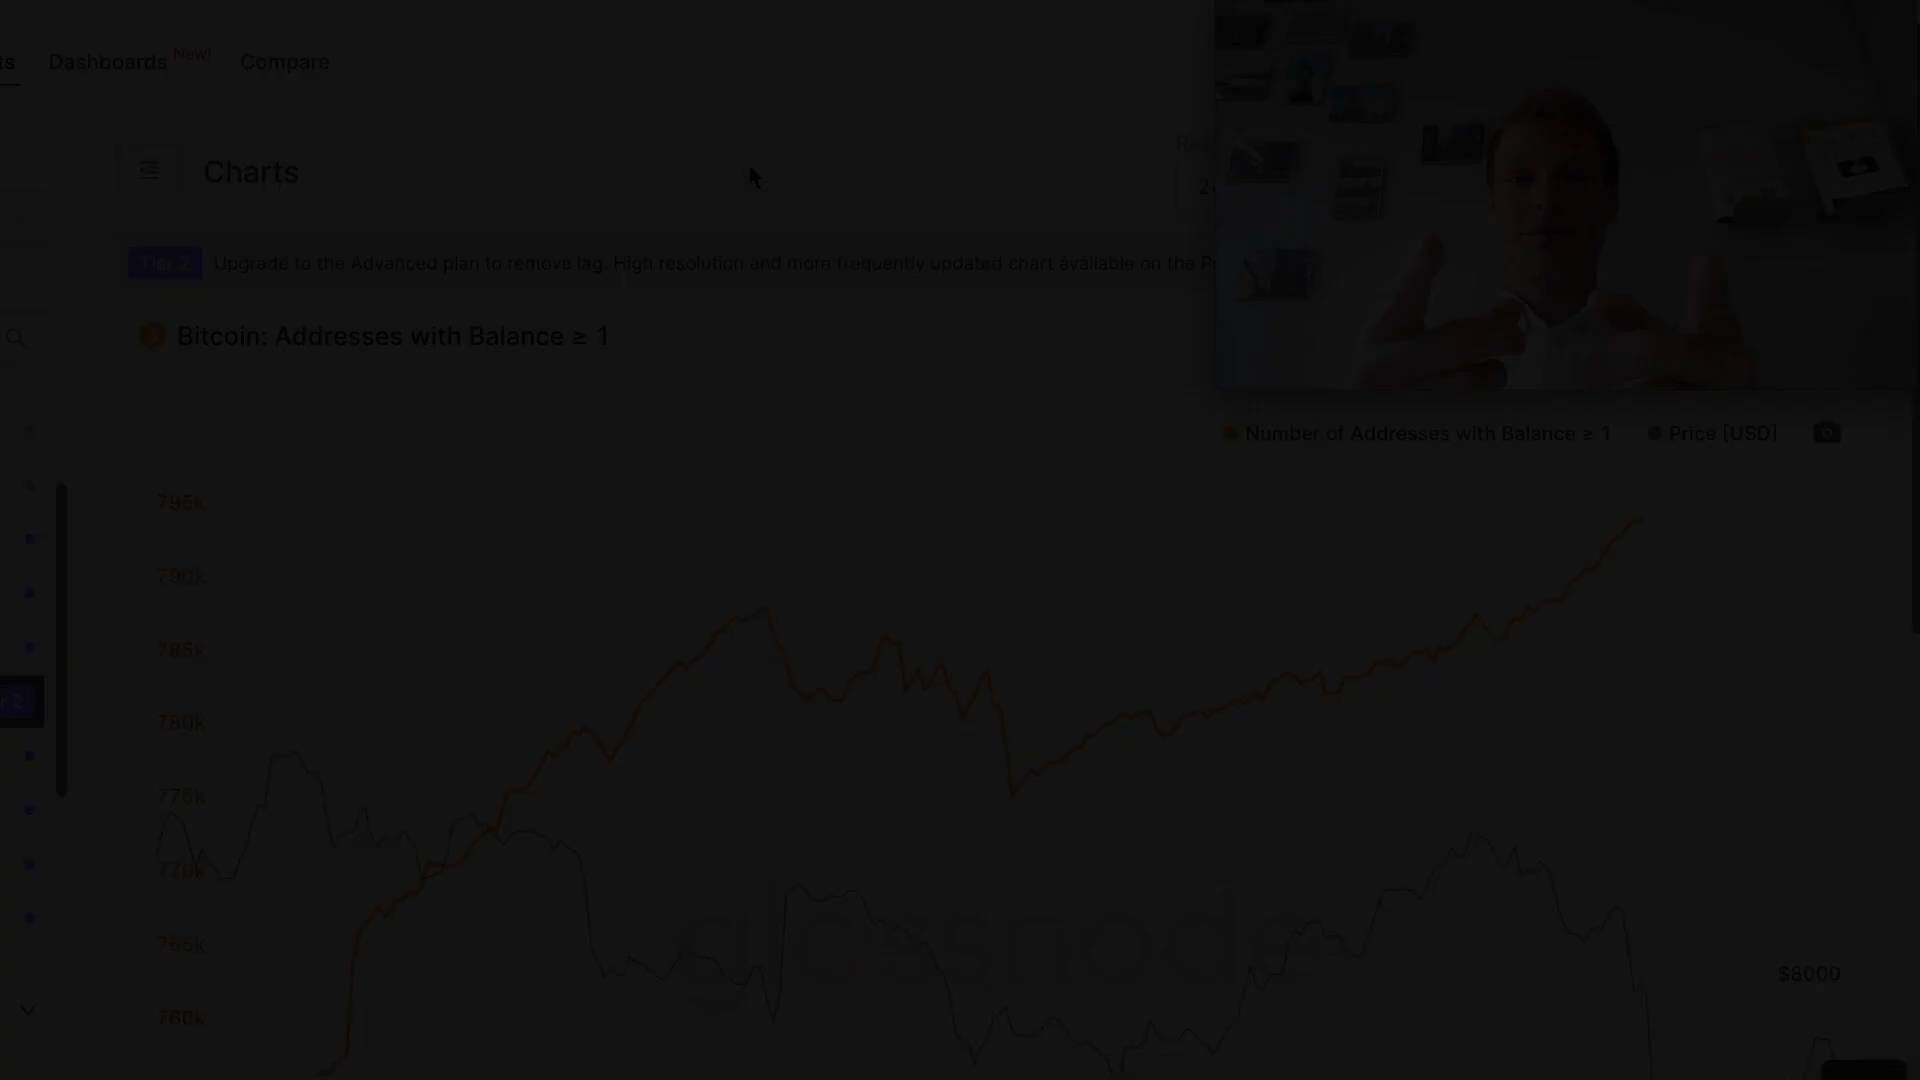 ts Dashboards New! Compare
Charts
Tier 2 Upgrade to the Advanced plan to remove lag. High resolution and more frequently updated chart available on the
Bitcoin: Addresses with Balance ≥ 1
Number of Addresses with Balance ≥ 1 Price [USD]
795k
790k
785k
780k
775k
770k
765k
760k
glassnode
$8000